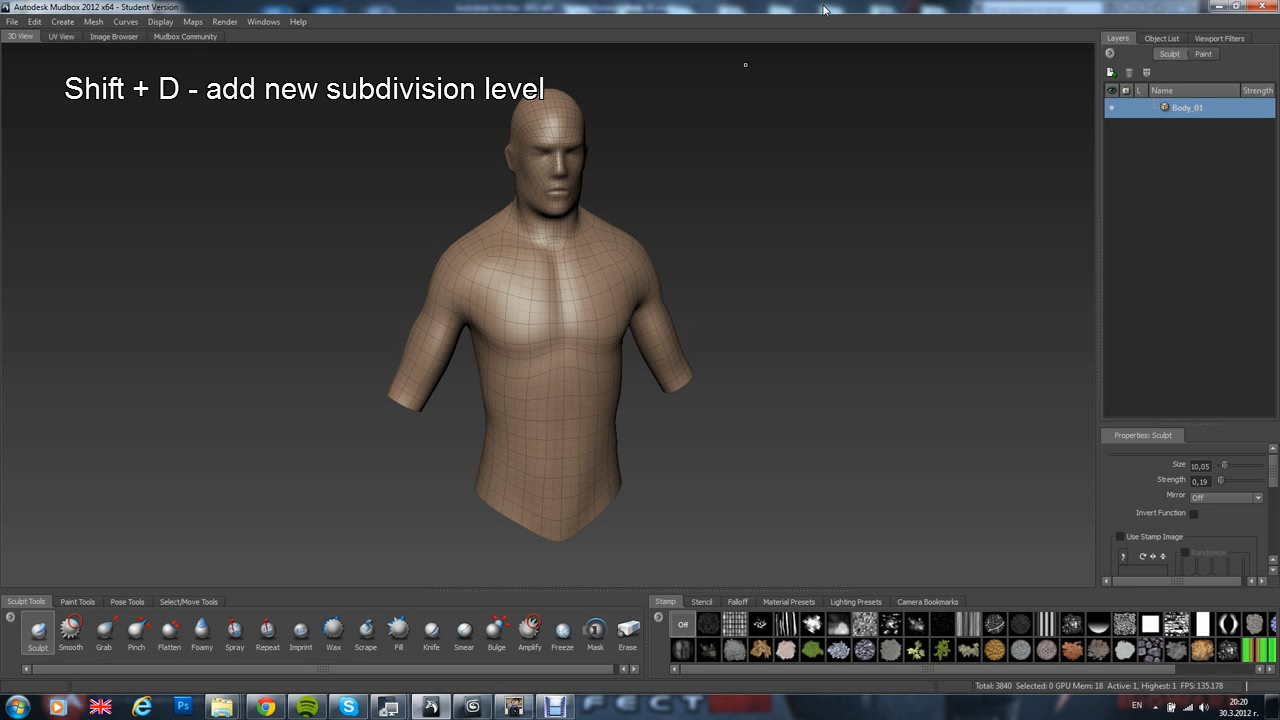 Autodesk Mudbox 2012 x64 - Student Version
File Edit Create Mesh Curves Display Maps Render Windows Help
3D View UV View Image Browser Mudbox Community
Layers Object List Viewport Filters
Sculpt Paint
L Name Strength
Body_01
Shift + D - add new subdivision level
Properties: Sculpt
Size 10,05
Strength 0,19
Mirror Off
Invert Function
Use Stamp Image
Randomize
Sculpt Tools Paint Tools Pose Tools Select/Move Tools
Sculpt Smooth Grab Pinch Flatten Foamy Spray Repeat Imprint Wax Scrape Fill Knife Smear Bulge Amplify Freeze Mask Erase
Stamp Stencil Falloff Material Presets Lighting Presets Camera Bookmarks
Off
Total: 3840 Selected: 0 GPU Mem: 18 Active: 1, Highest: 1 FPS: 135.178
EN 20:20
30.3.2012 г.